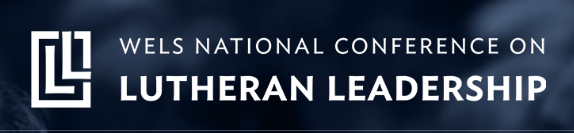 WELS NATIONAL CONFERENCE ON
LUTHERAN LEADERSHIP